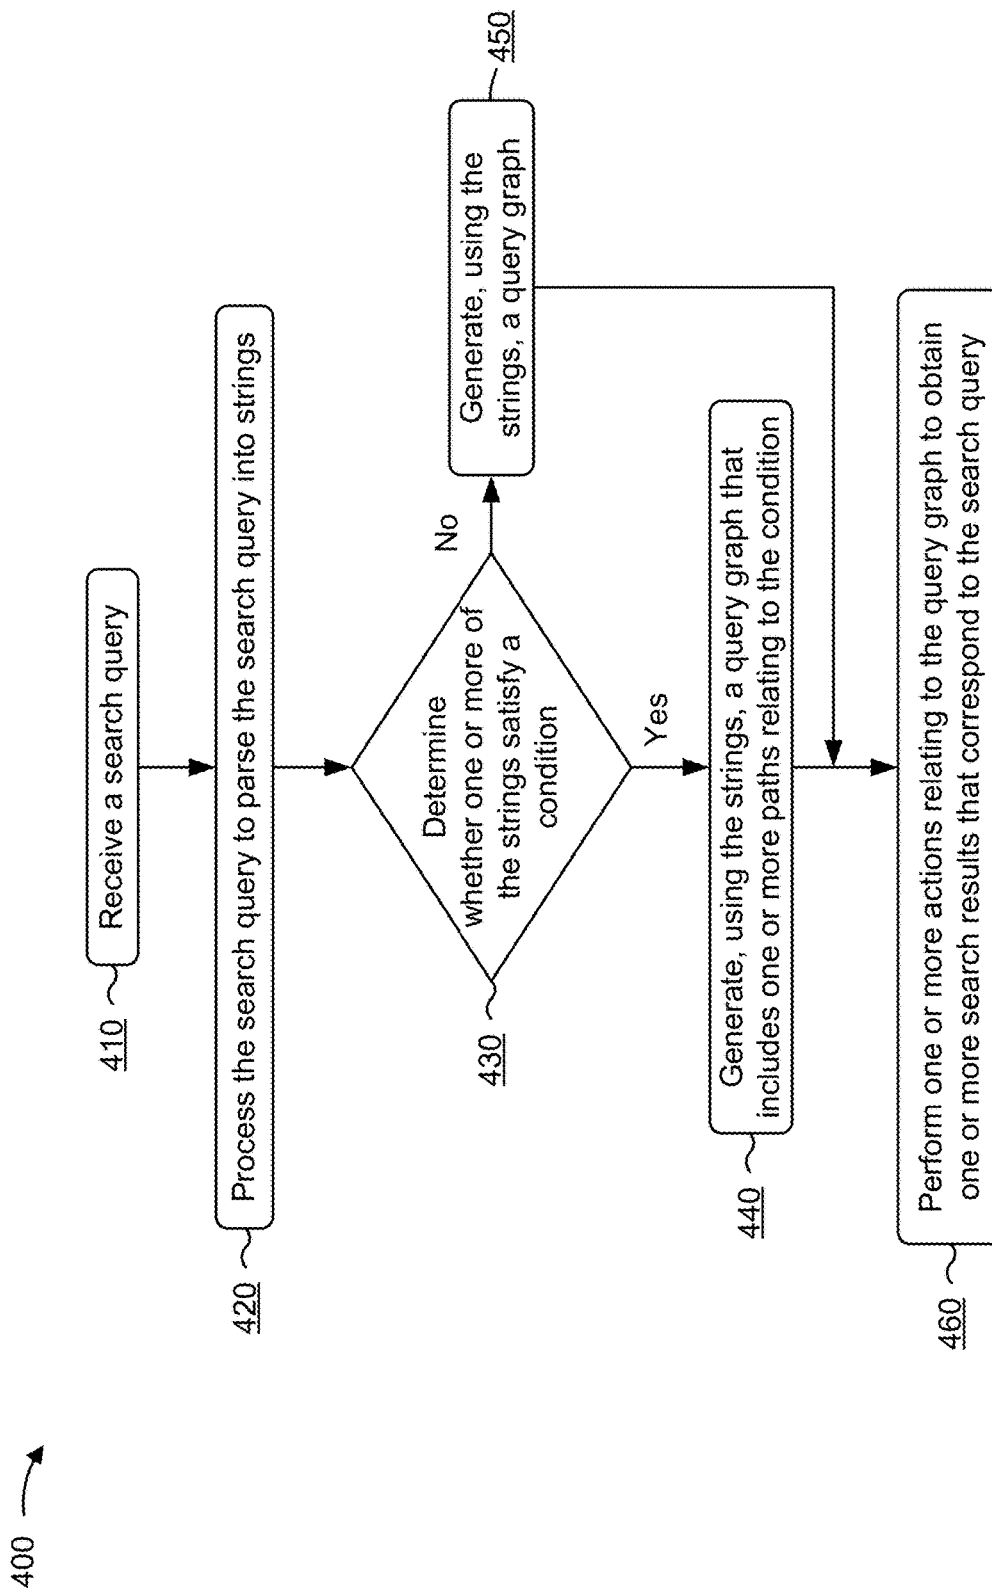 400
410
Receive a search query
420
Process the search query to parse the search query into strings
430
Determine
whether one or more of
the strings satisfy a
condition
No
450
Generate, using the
strings, a query graph
Yes
440
Generate, using the strings, a query graph that
includes one or more paths relating to the condition
460
Perform one or more actions relating to the query graph to obtain
one or more search results that correspond to the search query